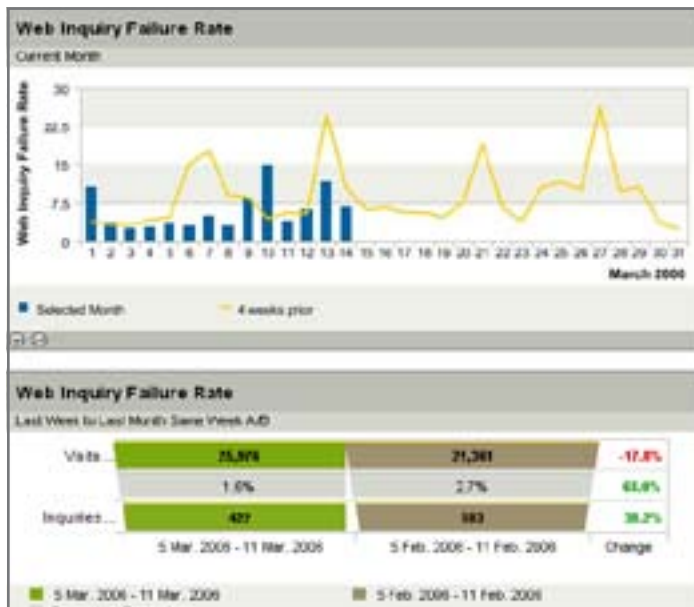 Web Inquiry Failure Rate
Current Month
Web Inquiry Failure Rate
30
22.5
15
7.5
0
1 2 3 4 5 6 7 8 9 10 11 12 13 14 15 16 17 18 19 20 21 22 23 24 25 26 27 28 29 30 31
March 2006
Selected Month
4 weeks prior
Web Inquiry Failure Rate
Last Week to Last Month Same Week A/B
Visits...
21,361
-17.8%
1.6%
2.7%
Inquiries...
427
583
5 Mar. 2006 - 11 Mar. 2006
5 Feb. 2006 - 11 Feb. 2006
Change
5 Mar. 2006 - 11 Mar. 2006
5 Feb. 2006 - 11 Feb. 2006